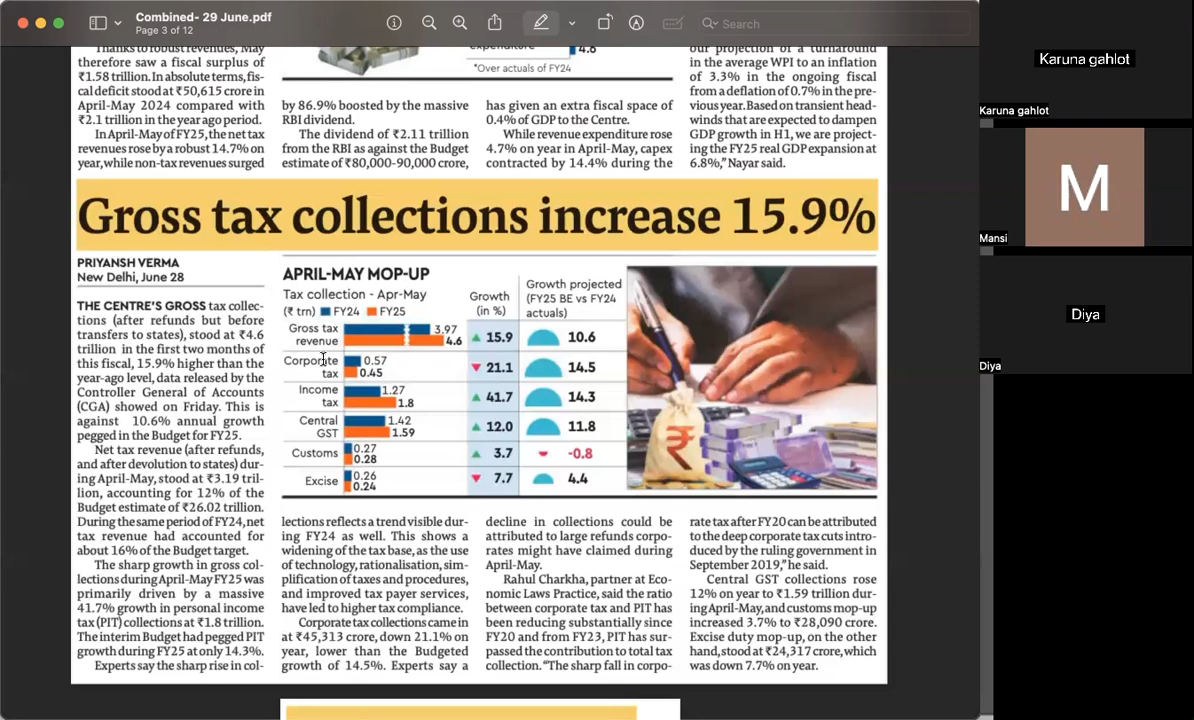 Combined- 29 June.pdf
Page 3 of 12
Search
Thanks to robust revenues, May
therefore saw a fiscal surplus of
₹1.58 trillion. In absolute terms, fis-
cal deficit stood at ₹50,615 crore in
April-May 2024 compared with
₹2.1 trillion in the year ago period.
In April-May of FY25, the net tax
revenues rose by a robust 14.7% on
year, while non-tax revenues surged
expenditure
4.6
*Over actuals of FY24
by 86.9% boosted by the massive
RBI dividend.
The dividend of ₹2.11 trillion
from the RBI as against the Budget
estimate of ₹80,000-90,000 crore,
has given an extra fiscal space of
0.4% of GDP to the Centre.
While revenue expenditure rose
4.7% on year in April-May, capex
contracted by 14.4% during the
our projection of a turnaround
in the average WPI to an inflation
of 3.3% in the ongoing fiscal
from a deflation of 0.7% in the pre-
vious year. Based on transient head-
winds that are expected to dampen
GDP growth in H1, we are project-
ing the FY25 real GDP expansion at
6.8%," Nayar said.
Gross tax collections increase 15.9%
PRIYANSH VERMA
New Delhi, June 28
THE CENTRE'S GROSS tax collec-
tions (after refunds but before
transfers to states), stood at ₹4.6
trillion in the first two months of
this fiscal, 15.9% higher than the
year-ago level, data released by the
Controller General of Accounts
(CGA) showed on Friday. This is
against 10.6% annual growth
pegged in the Budget for FY25.
Net tax revenue (after refunds,
and after devolution to states) dur-
ing April-May, stood at ₹3.19 tril-
lion, accounting for 12% of the
Budget estimate of ₹26.02 trillion.
During the same period of FY24, net
tax revenue had accounted for
about 16% of the Budget target.
The sharp growth in gross col-
lections during April-May FY25 was
primarily driven by a massive
41.7% growth in personal income
tax (PIT) collections at ₹1.8 trillion.
The interim Budget had pegged PIT
growth during FY25 at only 14.3%.
Experts say the sharp rise in col-
APRIL-MAY MOP-UP
Tax collection - Apr-May
(₹ trn) FY24 FY25
Growth
(in %)
Growth projected
(FY25 BE vs FY24
actuals)
Gross tax
revenue
3.97
4.6
15.9
10.6
Corporate
tax
0.57
0.45
21.1
14.5
Income
tax
1.27
1.8
41.7
14.3
Central
GST
1.42
1.59
12.0
11.8
Customs
0.27
0.28
3.7
-0.8
Excise
0.26
0.24
7.7
4.4
₹
lections reflects a trend visible dur-
ing FY24 as well. This shows a
widening of the tax base, as the use
of technology, rationalisation, sim-
plification of taxes and procedures,
and improved tax payer services,
have led to higher tax compliance.
Corporate tax collections came in
at ₹45,313 crore, down 21.1% on
year, lower than the Budgeted
growth of 14.5%. Experts say a
decline in collections could be
attributed to large refunds corpo-
rates might have claimed during
April-May.
Rahul Charkha, partner at Eco-
nomic Laws Practice, said the ratio
between corporate tax and PIT has
been reducing substantially since
FY20 and from FY23, PIT has sur-
passed the contribution to total tax
collection. "The sharp fall in corpo-
rate tax after FY20 can be attributed
to the deep corporate tax cuts intro-
duced by the ruling government in
September 2019," he said.
Central GST collections rose
12% on year to ₹1.59 trillion dur-
ing April-May, and customs mop-up
increased 3.7% to ₹28,090 crore.
Excise duty mop-up, on the other
hand, stood at ₹24,317 crore, which
was down 7.7% on year.
Karuna gahlot
Karuna gahlot
M
Mansi
Diya
Diya